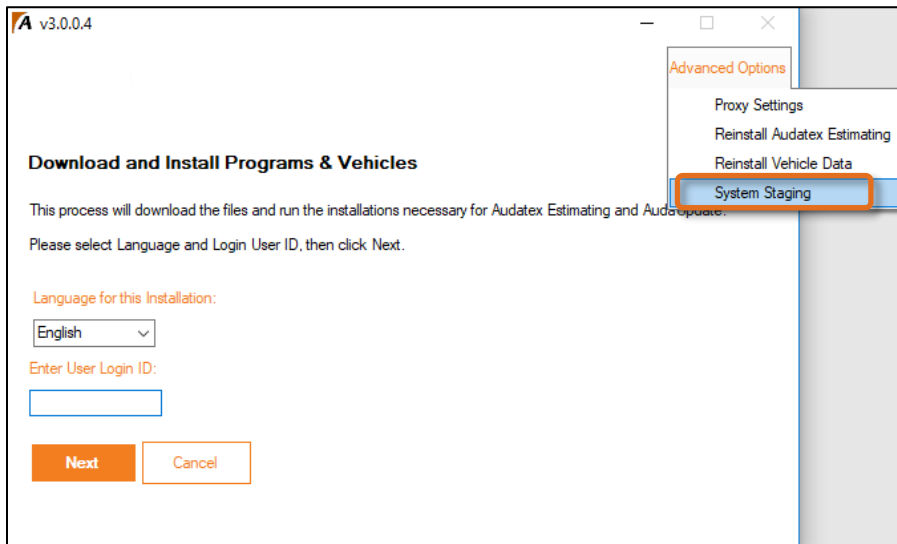 v3.0.0.4
Advanced Options
Proxy Settings
Reinstall Audatex Estimating
Reinstall Vehicle Data
System Staging
Download and Install Programs & Vehicles
This process will download the files and run the installations necessary for Audatex Estimating and AudaUpdate.
Please select Language and Login User ID, then click Next.
Language for this Installation:
English
Enter User Login ID:
Next Cancel